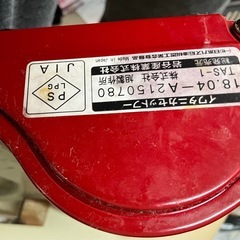 イワタニカセットフー
TAS-1
18.04-A2150780
株式会社 旭製作所
岩谷産業株式会社
Made in Japan
PS
LPG
JIA